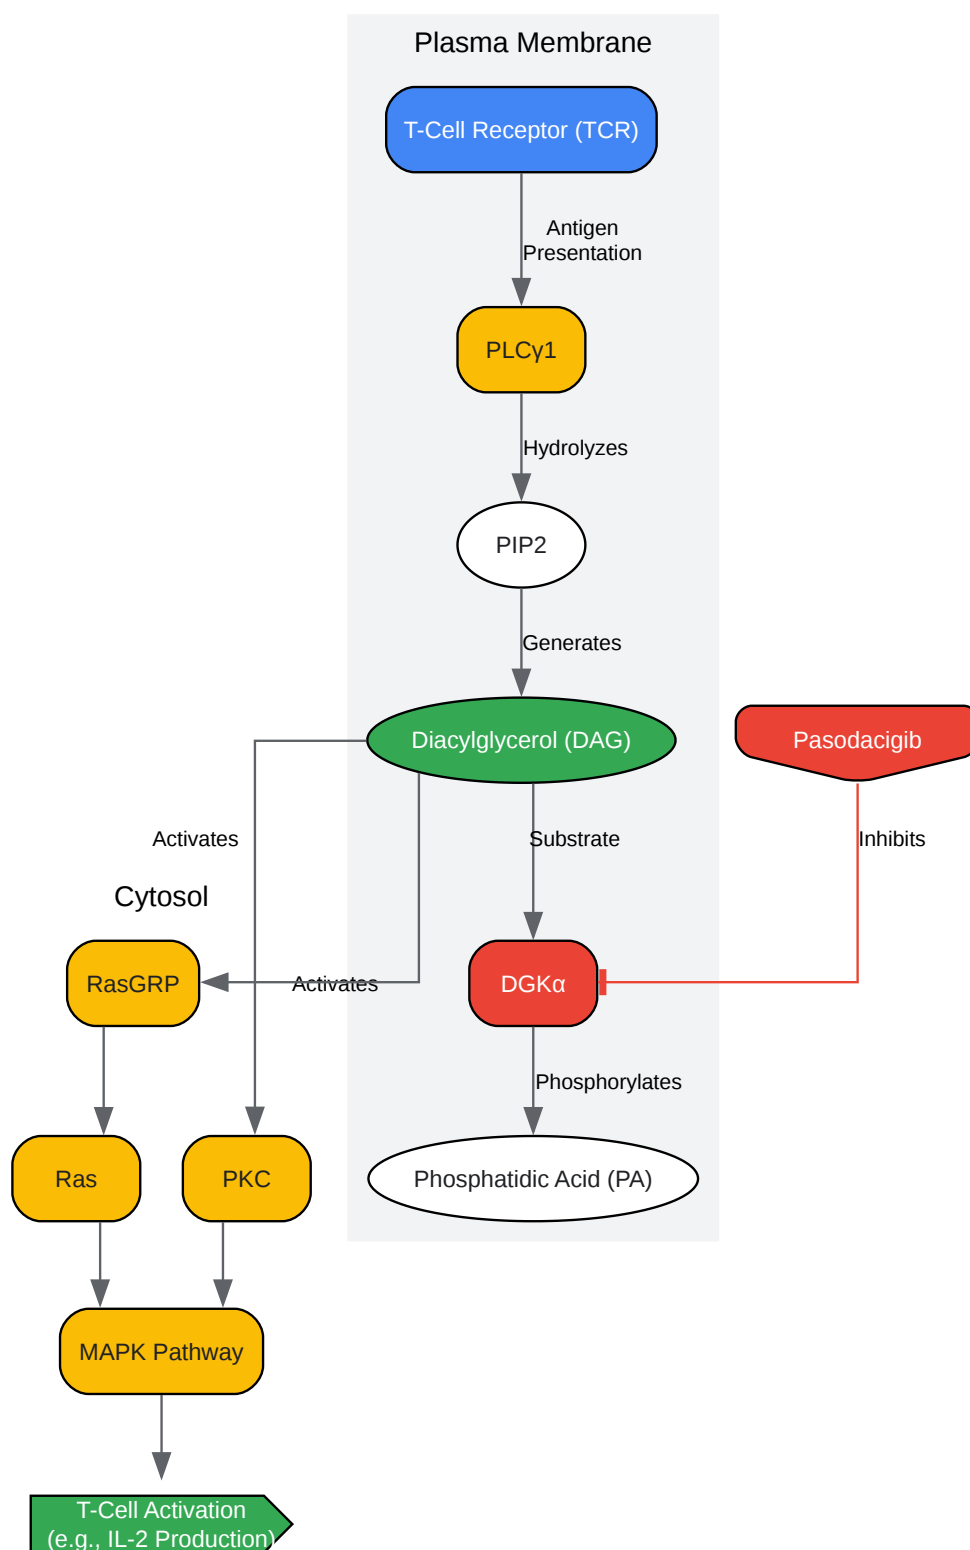 Plasma Membrane
T-Cell Receptor (TCR)
Antigen
Presentation
PLCγ1
Hydrolyzes
PIP2
Generates
Diacylglycerol (DAG)
Pasodacigib
Activates
Substrate
Inhibits
Cytosol
RasGRP
Activates
DGKα
Phosphorylates
Ras
PKC
Phosphatidic Acid (PA)
MAPK Pathway
T-Cell Activation
(e.g., IL-2 Production)